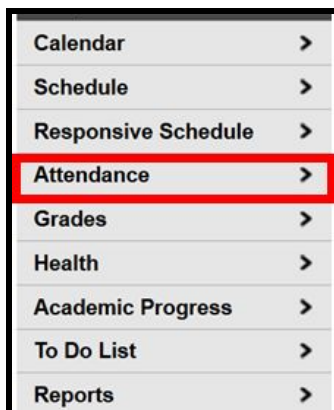 Calendar
Schedule
Responsive Schedule
Attendance
Grades
Health
Academic Progress
To Do List
Reports